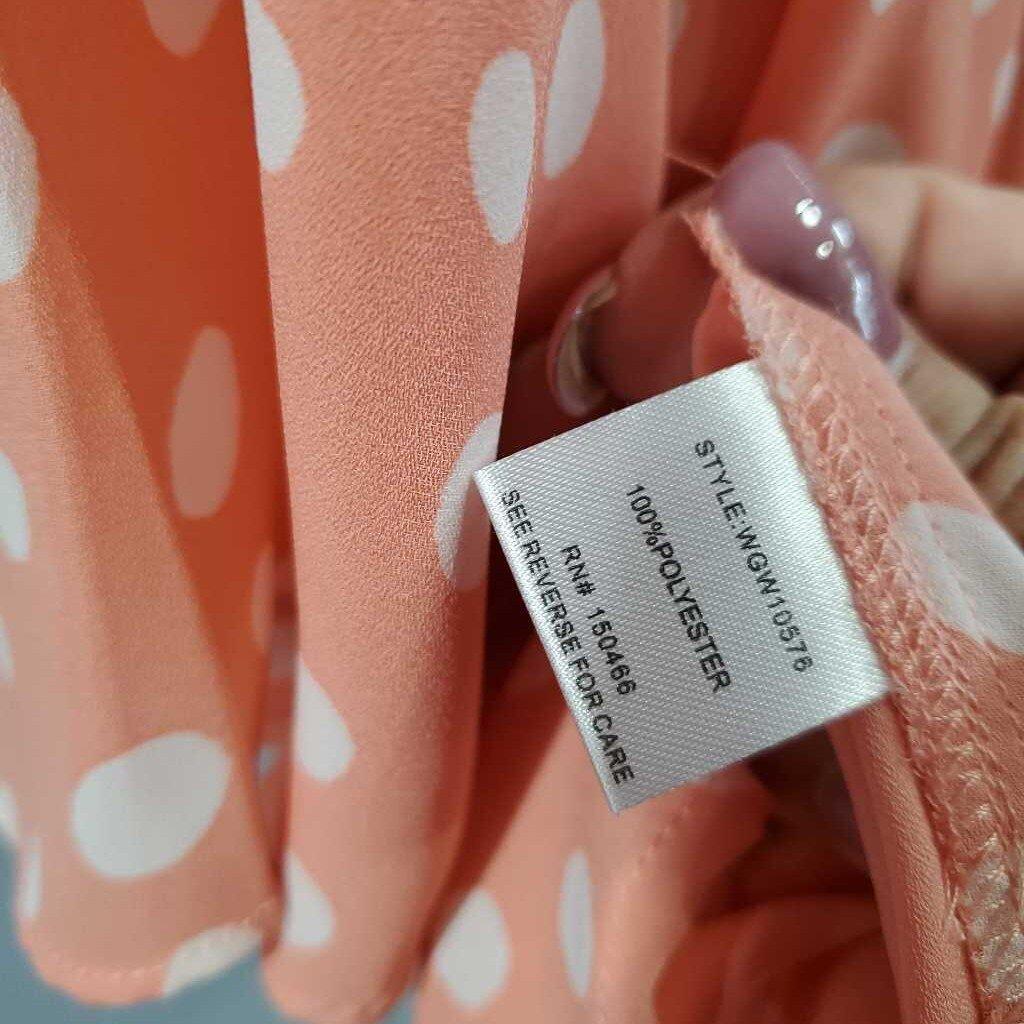 STYLE:WGW10576
100%POLYESTER
RN# 150466
SEE REVERSE FOR CARE